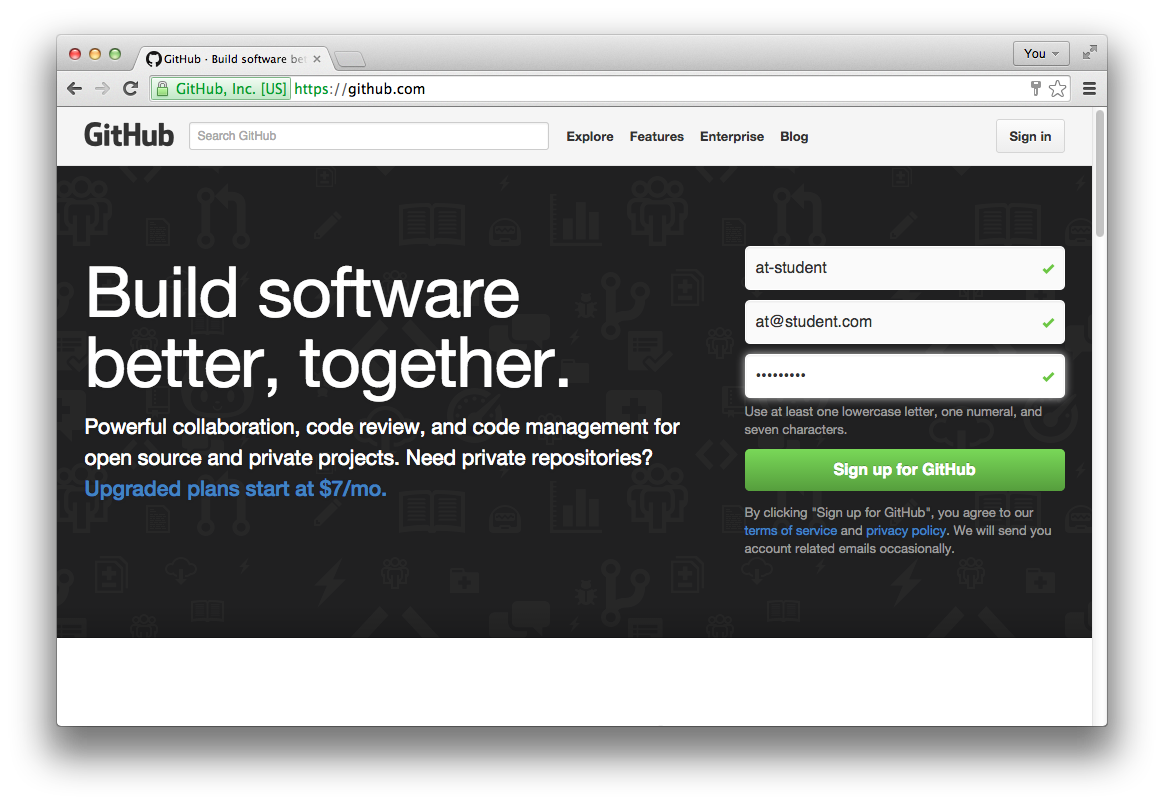 GitHub · Build software be
You
GitHub, Inc. [US] https://github.com
GitHub
Search GitHub
Explore Features Enterprise Blog
Sign in
Build software
better, together.
Powerful collaboration, code review, and code management for
open source and private projects. Need private repositories?
Upgraded plans start at $7/mo.
at-student
at@student.com
•••••••••
Use at least one lowercase letter, one numeral, and
seven characters.
Sign up for GitHub
By clicking "Sign up for GitHub", you agree to our
terms of service and privacy policy. We will send you
account related emails occasionally.